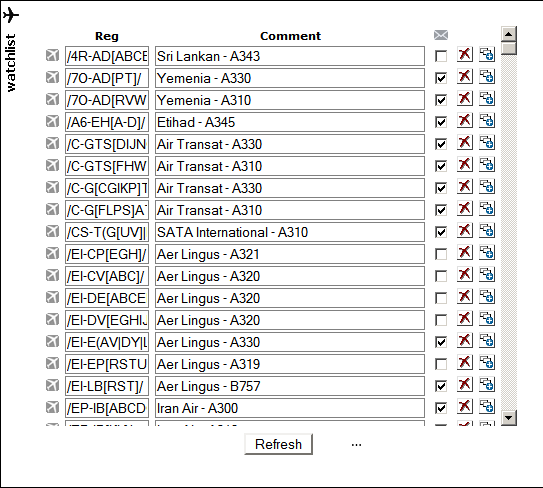 watchlist
Reg Comment
/4R-AD[ABCE Sri Lankan - A343
/7O-AD[PT]/ Yemenia - A330
/7O-AD[RVW Yemenia - A310
/A6-EH[A-D]/ Etihad - A345
/C-GTS[DIJN Air Transat - A330
/C-GTS[FHW Air Transat - A310
/C-G[CGIKP]T Air Transat - A330
/C-G[FLPS]A Air Transat - A310
/CS-T(G[UV]| SATA International - A310
/EI-CP[EGH]/ Aer Lingus - A321
/EI-CV[ABC]/ Aer Lingus - A320
/EI-DE[ABCE Aer Lingus - A320
/EI-DV[EGHIJ Aer Lingus - A320
/EI-E(AV|DY|L Aer Lingus - A330
/EI-EP[RSTU Aer Lingus - A319
/EI-LB[RST]/ Aer Lingus - B757
/EP-IB[ABCD Iran Air - A300
Refresh ...